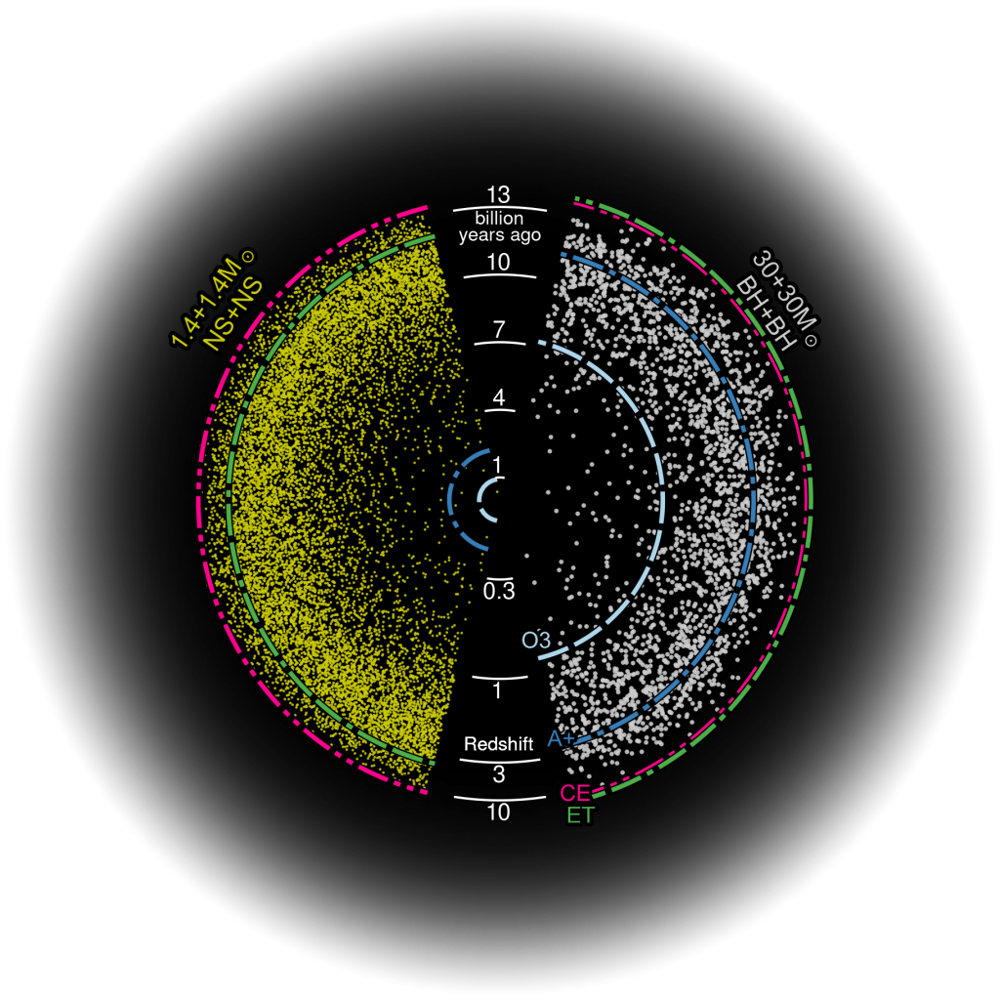 13
billion
years ago
10
7
4
1
0.3
1
Redshift
3
10
1.4+1.4M⊙
NS+NS
30+30M⊙
BH+BH
O3
A+
CE
ET